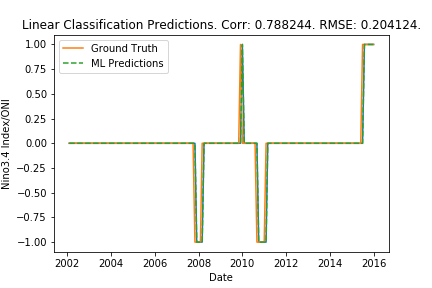 Linear Classification Predictions. Corr: 0.788244. RMSE: 0.204124.
Ground Truth
ML Predictions
Nino3.4 Index/ONI
1.00
0.75
0.50
0.25
0.00
−0.25
−0.50
−0.75
−1.00
2002 2004 2006 2008 2010 2012 2014 2016
Date